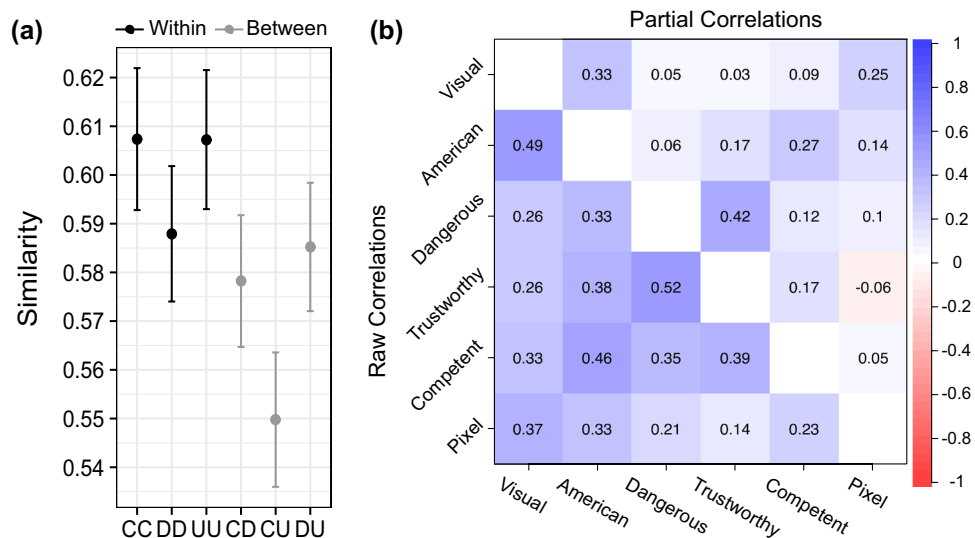 (a)
Within Between
Similarity
0.62
0.61
0.60
0.59
0.58
0.57
0.56
0.55
0.54
CC DD UU CD CU DU
(b)
Partial Correlations
Raw Correlations
Visual 0.33 0.05 0.03 0.09 0.25
American 0.49 0.06 0.17 0.27 0.14
Dangerous 0.26 0.33 0.42 0.12 0.1
Trustworthy 0.26 0.38 0.52 0.17 -0.06
Competent 0.33 0.46 0.35 0.39 0.05
Pixel 0.37 0.33 0.21 0.14 0.23
Visual American Dangerous Trustworthy Competent Pixel
1
0.8
0.6
0.4
0.2
0
-0.2
-0.4
-0.6
-0.8
-1